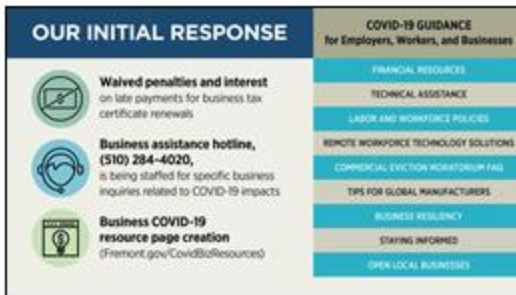 OUR INITIAL RESPONSE
Waived penalties and interest
on late payments for business tax
certificate renewals
Business assistance hotline,
(510) 284-4020,
is being staffed for specific business
inquiries related to COVID-19 impacts
Business COVID-19
resource page creation
(Fremont.gov/CovidBizResources)
COVID-19 GUIDANCE
for Employers, Workers, and Businesses
FINANCIAL RESOURCES
TECHNICAL ASSISTANCE
LABOR AND WORKFORCE POLICIES
REMOTE WORKFORCE TECHNOLOGY SOLUTIONS
COMMERCIAL EVICTION MORATORIUM FAQ
TIPS FOR GLOBAL MANUFACTURERS
BUSINESS RESILIENCY
STAYING INFORMED
OPEN LOCAL BUSINESSES